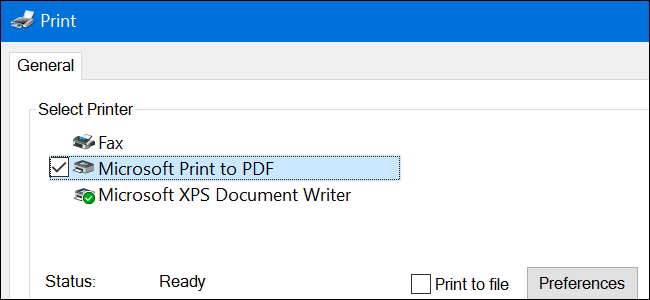 Print
General
Select Printer
Fax
Microsoft Print to PDF
Microsoft XPS Document Writer
Status: Ready
Print to file Preferences